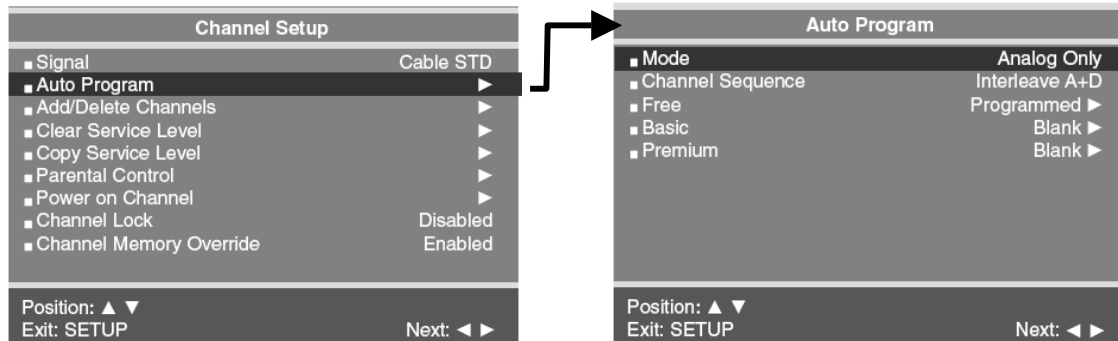 Channel Setup
Signal Cable STD
Auto Program ▶
Add/Delete Channels ▶
Clear Service Level ▶
Copy Service Level ▶
Parental Control ▶
Power on Channel ▶
Channel Lock Disabled
Channel Memory Override Enabled
Position: ▲ ▼
Exit: SETUP Next: ◀ ▶
Auto Program
Mode Analog Only
Channel Sequence Interleave A+D
Free Programmed ▶
Basic Blank ▶
Premium Blank ▶
Position: ▲ ▼
Exit: SETUP Next: ◀ ▶